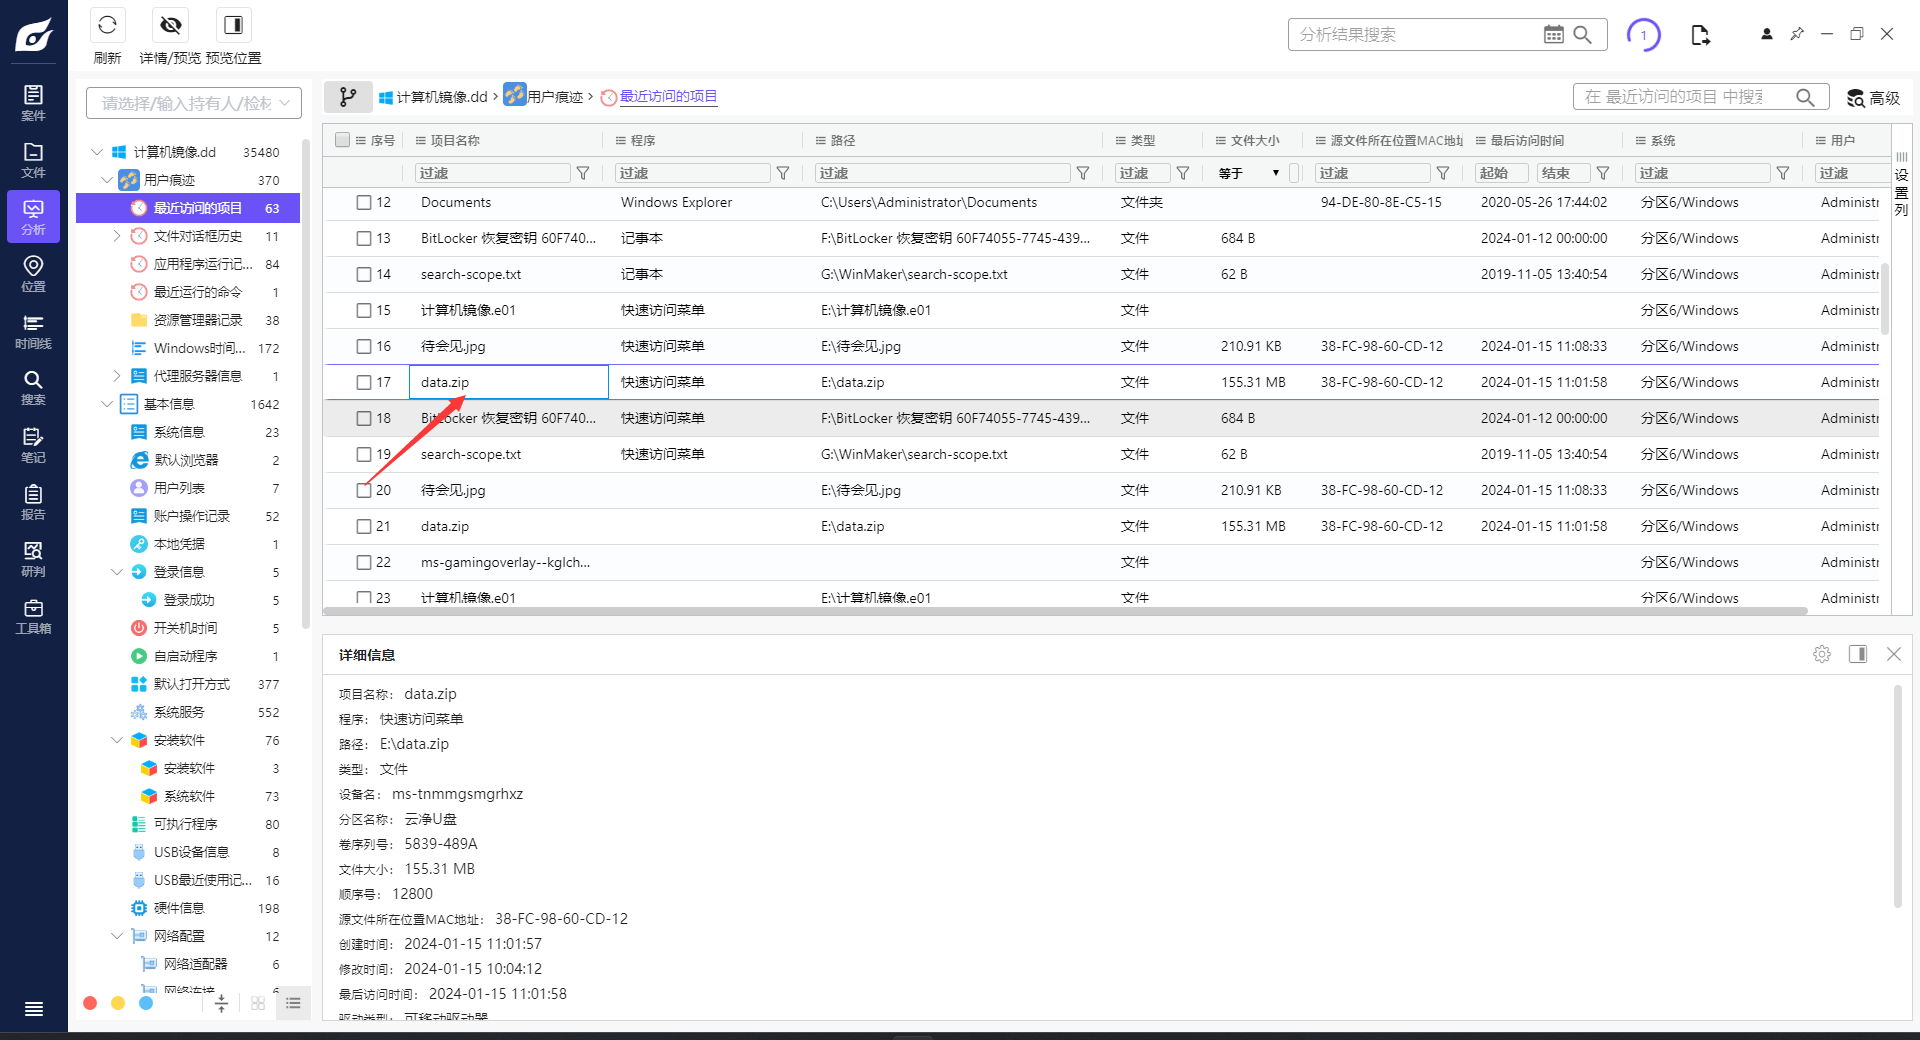 刷新
详情/预览
预览位置
分析结果搜索
1
案件
文件
分析
位置
时间线
搜索
笔记
报告
研判
工具箱
请选择/输入持有人/检材
计算机镜像.dd 35480
用户痕迹 370
最近访问的项目 63
文件对话框历史 11
应用程序运行记... 84
最近运行的命令 1
资源管理器记录 38
Windows时间... 172
代理服务器信息 1
基本信息 1642
系统信息 23
默认浏览器 2
用户列表 7
账户操作记录 52
本地凭据 1
登录信息 5
登录成功 5
开关机时间 5
自启动程序 1
默认打开方式 377
系统服务 552
安装软件 76
安装软件 3
系统软件 73
可执行程序 80
USB设备信息 8
USB最近使用记... 16
硬件信息 198
网络配置 12
网络适配器 6
网络连接 6
计算机镜像.dd > 用户痕迹 > 最近访问的项目
在 最近访问的项目 中搜索
高级
序号 项目名称 程序 路径 类型 文件大小 源文件所在位置MAC地址 最后访问时间 系统 用户
过滤 过滤 过滤 过滤 等于 过滤 起始 结束 过滤 过滤
设置列
12 Documents Windows Explorer C:\Users\Administrator\Documents 文件夹 94-DE-80-8E-C5-15 2020-05-26 17:44:02 分区6/Windows Administr
13 BitLocker 恢复密钥 60F740... 记事本 F:\BitLocker 恢复密钥 60F74055-7745-439... 文件 684 B 2024-01-12 00:00:00 分区6/Windows Administr
14 search-scope.txt 记事本 G:\WinMaker\search-scope.txt 文件 62 B 2019-11-05 13:40:54 分区6/Windows Administr
15 计算机镜像.e01 快速访问菜单 E:\计算机镜像.e01 文件 分区6/Windows Administr
16 待会见.jpg 快速访问菜单 E:\待会见.jpg 文件 210.91 KB 38-FC-98-60-CD-12 2024-01-15 11:08:33 分区6/Windows Administr
17 data.zip 快速访问菜单 E:\data.zip 文件 155.31 MB 38-FC-98-60-CD-12 2024-01-15 11:01:58 分区6/Windows Administr
18 BitLocker 恢复密钥 60F740... 快速访问菜单 F:\BitLocker 恢复密钥 60F74055-7745-439... 文件 684 B 2024-01-12 00:00:00 分区6/Windows Administr
19 search-scope.txt 快速访问菜单 G:\WinMaker\search-scope.txt 文件 62 B 2019-11-05 13:40:54 分区6/Windows Administr
20 待会见.jpg E:\待会见.jpg 文件 210.91 KB 38-FC-98-60-CD-12 2024-01-15 11:08:33 分区6/Windows Administr
21 data.zip E:\data.zip 文件 155.31 MB 38-FC-98-60-CD-12 2024-01-15 11:01:58 分区6/Windows Administr
22 ms-gamingoverlay--kglch... 文件 分区6/Windows Administr
23 计算机镜像.e01 E:\计算机镜像.e01 文件 分区6/Windows Administr
详细信息
项目名称: data.zip
程序: 快速访问菜单
路径: E:\data.zip
类型: 文件
设备名: ms-tnmmgsmgrhxz
分区名称: 云净U盘
卷序列号: 5839-489A
文件大小: 155.31 MB
顺序号: 12800
源文件所在位置MAC地址: 38-FC-98-60-CD-12
创建时间: 2024-01-15 11:01:57
修改时间: 2024-01-15 10:04:12
最后访问时间: 2024-01-15 11:01:58
驱动类型: 可移动驱动器